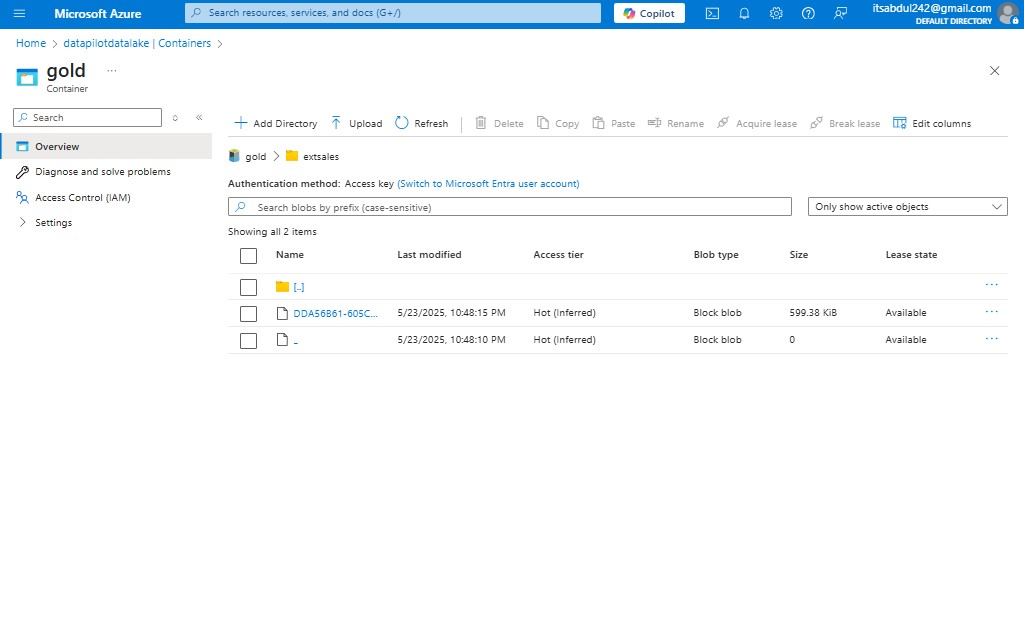 Microsoft Azure
Search resources, services, and docs (G+/)
Copilot
itsabdul242@gmail.com
DEFAULT DIRECTORY
Home > datapilotdatalake | Containers >
gold ...
Container
Search
Overview
Diagnose and solve problems
Access Control (IAM)
Settings
Add Directory Upload Refresh Delete Copy Paste Rename Acquire lease Break lease Edit columns
gold > extsales
Authentication method: Access key (Switch to Microsoft Entra user account)
Search blobs by prefix (case-sensitive)
Only show active objects
Showing all 2 items
Name Last modified Access tier Blob type Size Lease state
[..]
DDA56B61-605C... 5/23/2025, 10:48:15 PM Hot (Inferred) Block blob 599.38 KiB Available
_ 5/23/2025, 10:48:10 PM Hot (Inferred) Block blob 0 Available